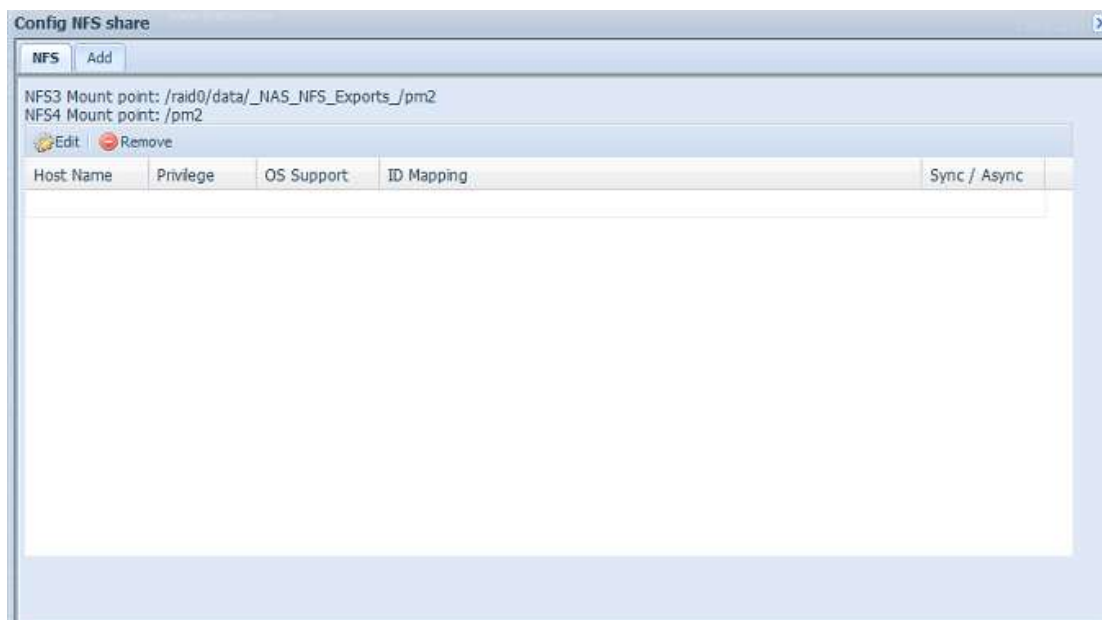 Config NFS share
NFS Add
NFS3 Mount point: /raid0/data/_NAS_NFS_Exports_/pm2
NFS4 Mount point: /pm2
Edit Remove
Host Name Privilege OS Support ID Mapping Sync / Async